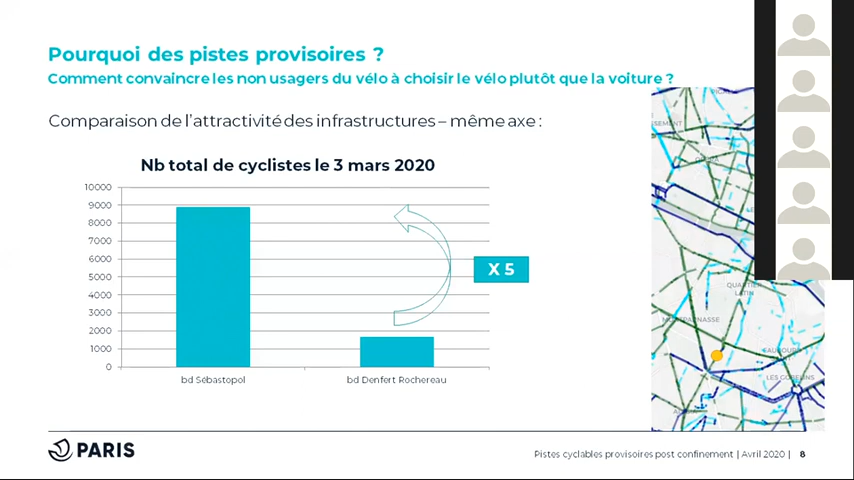 Pourquoi des pistes provisoires ?
Comment convaincre les non usagers du vélo à choisir le vélo plutôt que la voiture ?
Comparaison de l'attractivité des infrastructures – même axe :
Nb total de cyclistes le 3 mars 2020
10000
9000
8000
7000
6000
5000
4000
3000
2000
1000
0
X 5
bd Sébastopol
bd Denfert Rochereau
QUARTIER
LATIN
LES GOBELINS
PARIS
Pistes cyclables provisoires post confinement | Avril 2020 | 8